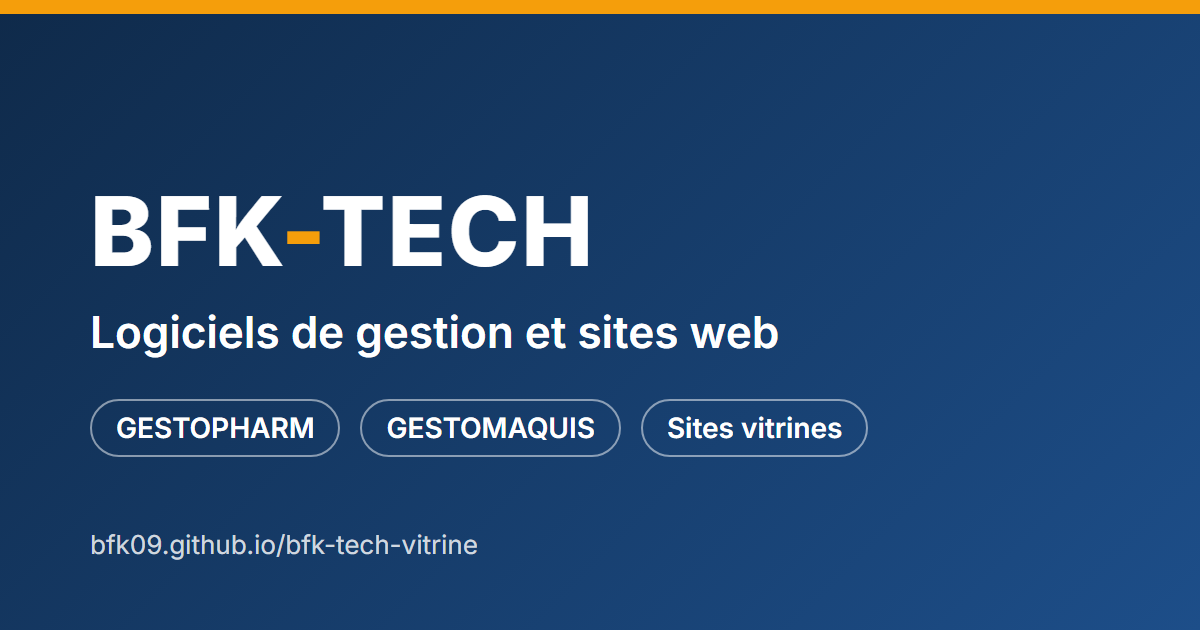 BFK-TECH
Logiciels de gestion et sites web
GESTOPHARM GESTOMAQUIS Sites vitrines
bfk09.github.io/bfk-tech-vitrine